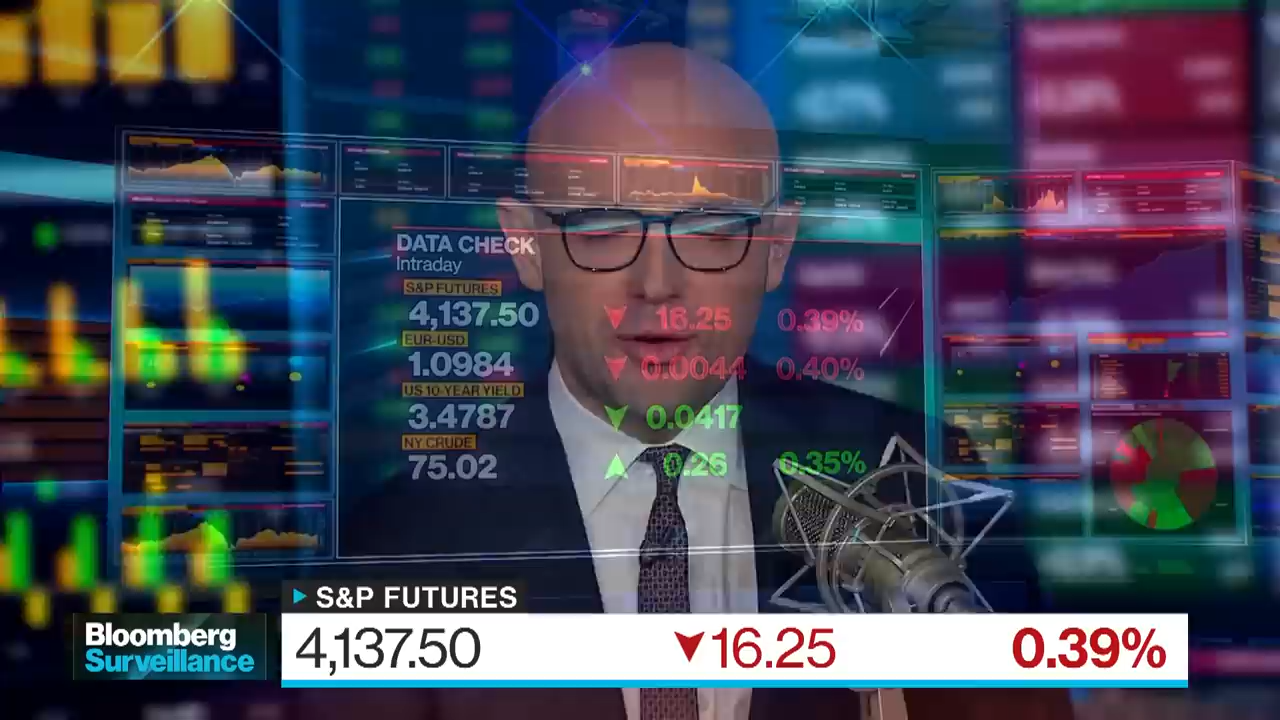 DATA CHECK
Intraday
S&P FUTURES
4,137.50 ▼ 16.25 0.39%
EUR-USD
1.0984 ▼ 0.0044 0.40%
US 10-YEAR YIELD
3.4787 ▼ 0.0417
NY CRUDE
75.02 ▲ 0.26 0.35%
S&P FUTURES
4,137.50 ▼ 16.25 0.39%
Bloomberg
Surveillance